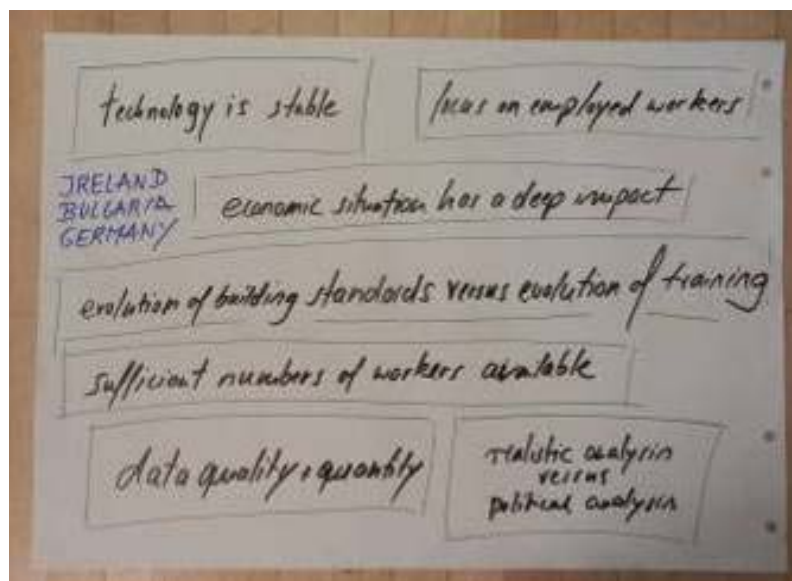 technology is stable
focus on employed workers
IRELAND
BULGARIA
GERMANY
economic situation has a deep impact
evolution of building standards versus evolution of training
sufficient numbers of workers available
data quality + quantity
realistic analysis
versus
political analysis